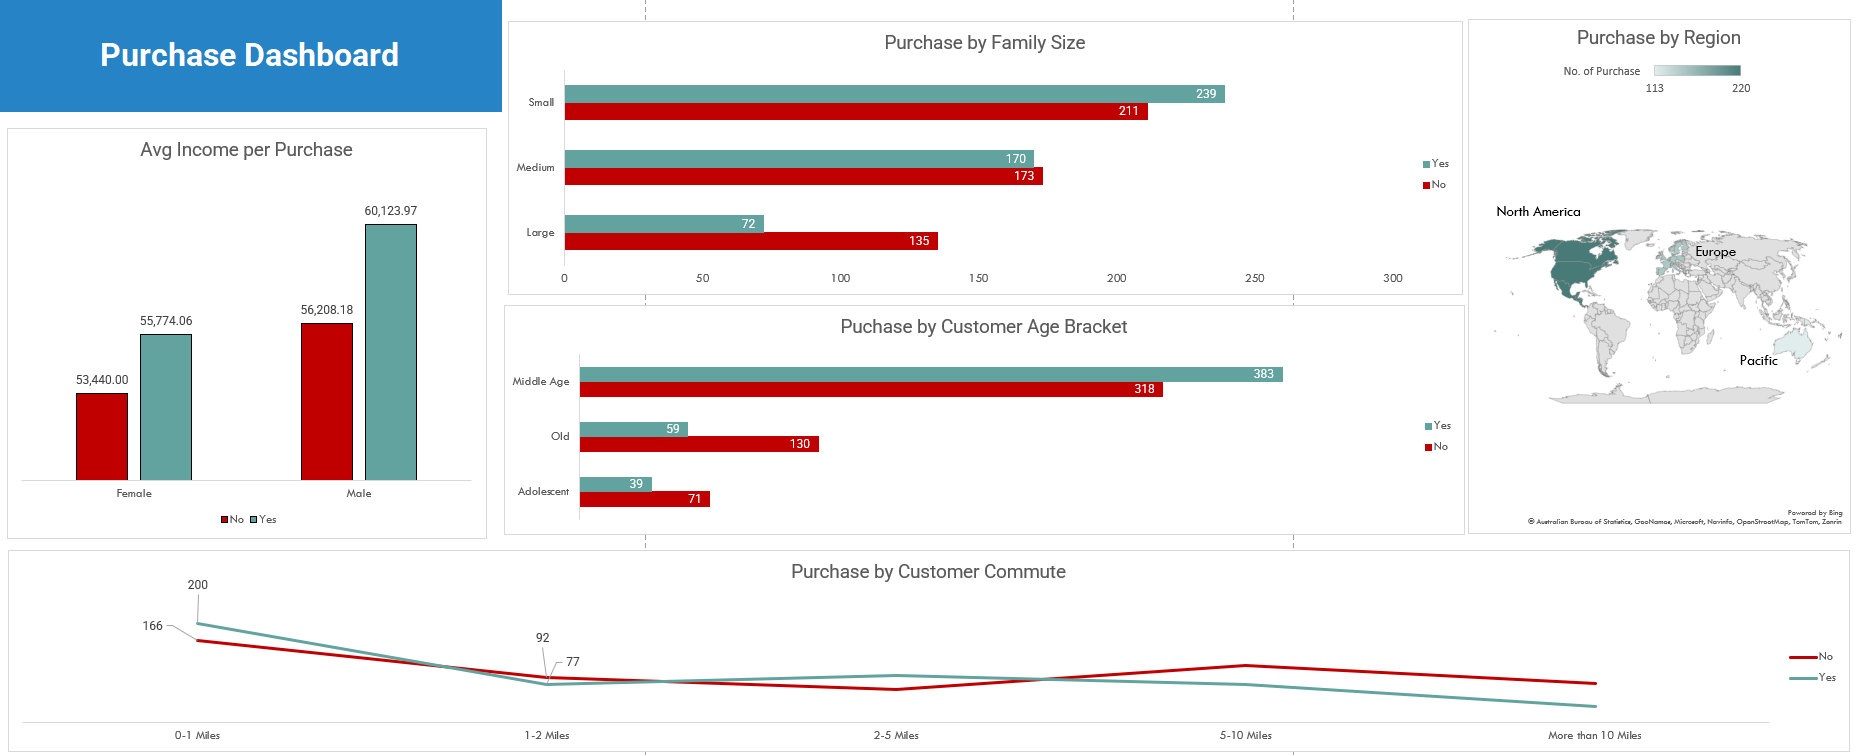 Purchase Dashboard
Avg Income per Purchase
60,123.97
56,208.18
55,774.06
53,440.00
Female
Male
No
Yes
Purchase by Family Size
Small
239
211
Medium
170
173
Large
72
135
0
50
100
150
200
250
300
Yes
No
Puchase by Customer Age Bracket
Middle Age
383
318
Old
59
130
Adolescent
39
71
Yes
No
Purchase by Region
No. of Purchase
113
220
North America
Europe
Pacific
Powered by Bing
© Australian Bureau of Statistics, GeoNames, Microsoft, Navinfo, OpenStreetMap, TomTom, Zenrin
Purchase by Customer Commute
200
166
92
77
0-1 Miles
1-2 Miles
2-5 Miles
5-10 Miles
More than 10 Miles
No
Yes